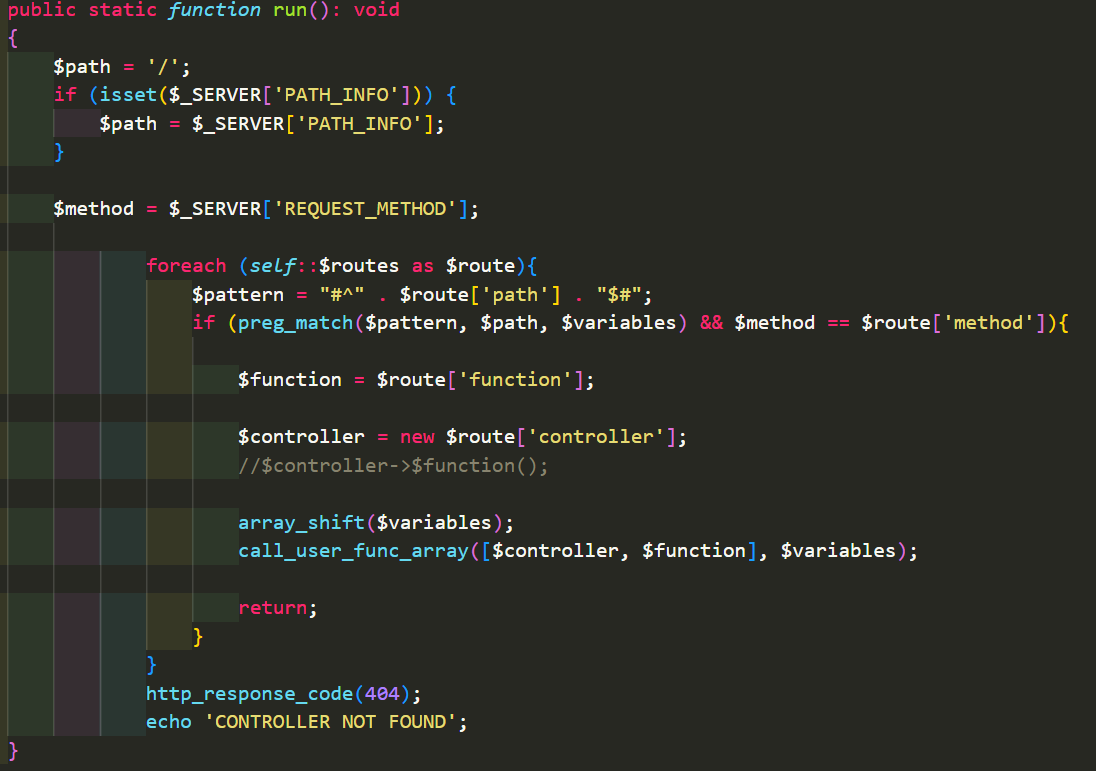 public static function run(): void
{
    $path = '/';
    if (isset($_SERVER['PATH_INFO'])) {
        $path = $_SERVER['PATH_INFO'];
    }

    $method = $_SERVER['REQUEST_METHOD'];

            foreach (self::$routes as $route){
                $pattern = "#^" . $route['path'] . "$#";
                if (preg_match($pattern, $path, $variables) && $method == $route['method']){

                    $function = $route['function'];

                    $controller = new $route['controller'];
                    //$controller->$function();

                    array_shift($variables);
                    call_user_func_array([$controller, $function], $variables);

                    return;
                }
            }
            http_response_code(404);
            echo 'CONTROLLER NOT FOUND';
}